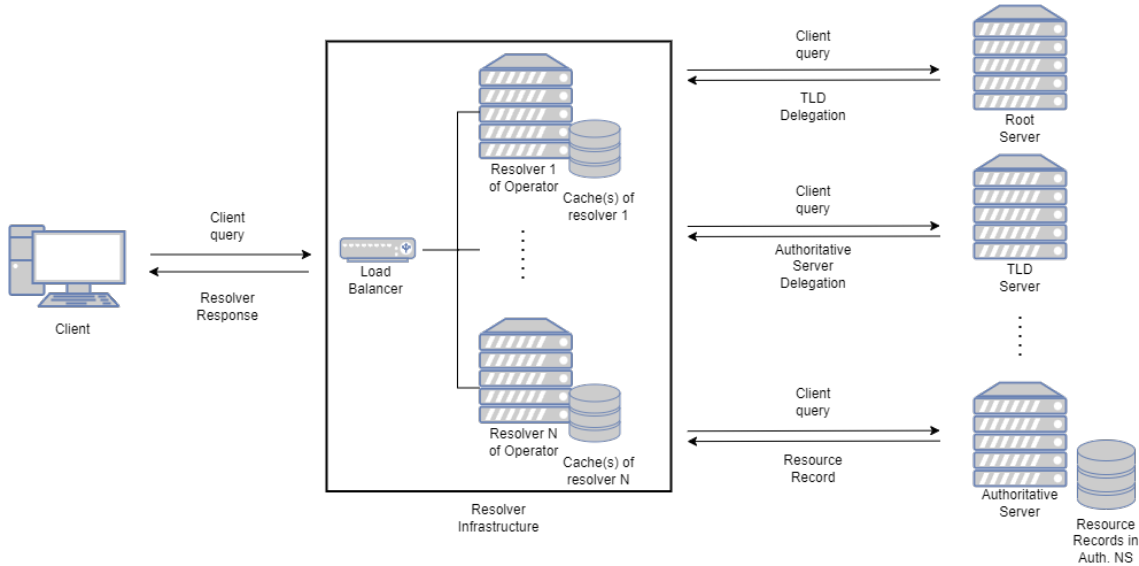 Client
query
TLD
Delegation
Root
Server
Resolver 1
of Operator
Cache(s) of
resolver 1
Client
query
Authoritative
Server
Delegation
TLD
Server
Client
query
Resolver
Response
Client
Load
Balancer
Resolver N
of Operator
Cache(s) of
resolver N
Client
query
Resource
Record
Authoritative
Server
Resource
Records in
Auth. NS
Resolver
Infrastructure